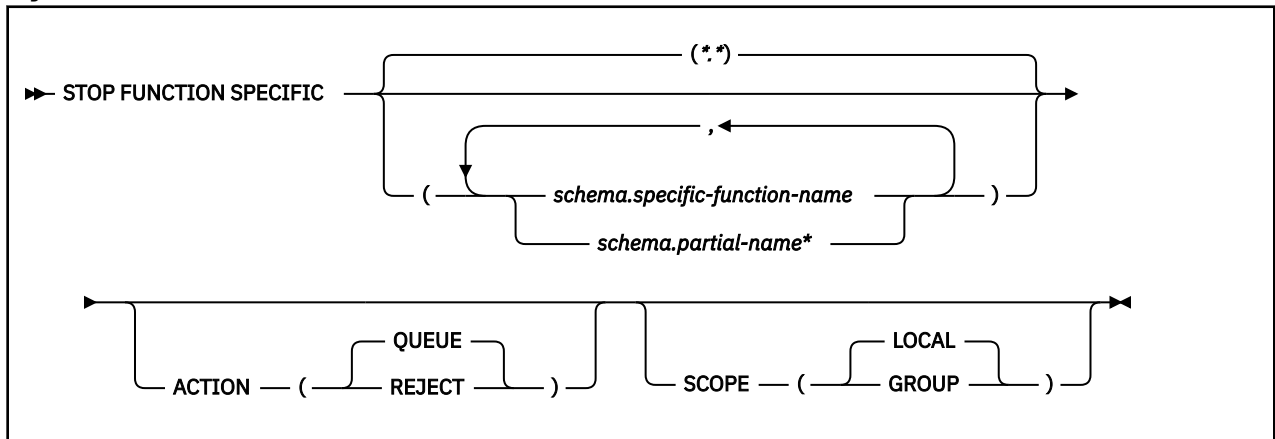 (*.*)
STOP FUNCTION SPECIFIC
,
( schema.specific-function-name )
schema.partial-name*
QUEUE LOCAL
ACTION ( REJECT ) SCOPE ( GROUP )